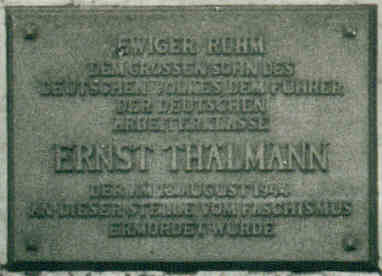 EWIGER RUHM
DEM GROSSEN SOHN DES
DEUTSCHEN VOLKES DEM FÜHRER
DER DEUTSCHEN
ARBEITERKLASSE
ERNST THÄLMANN
DER AM 18. AUGUST 1944
AN DIESER STELLE VOM FASCHISMUS
ERMORDET WURDE